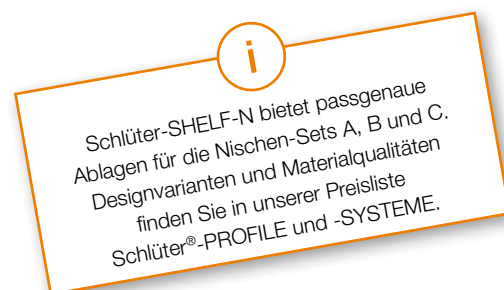 i
Schlüter-SHELF-N bietet passgenaue
Ablagen für die Nischen-Sets A, B und C.
Designvarianten und Materialqualitäten
finden Sie in unserer Preisliste
Schlüter®-PROFILE und -SYSTEME.